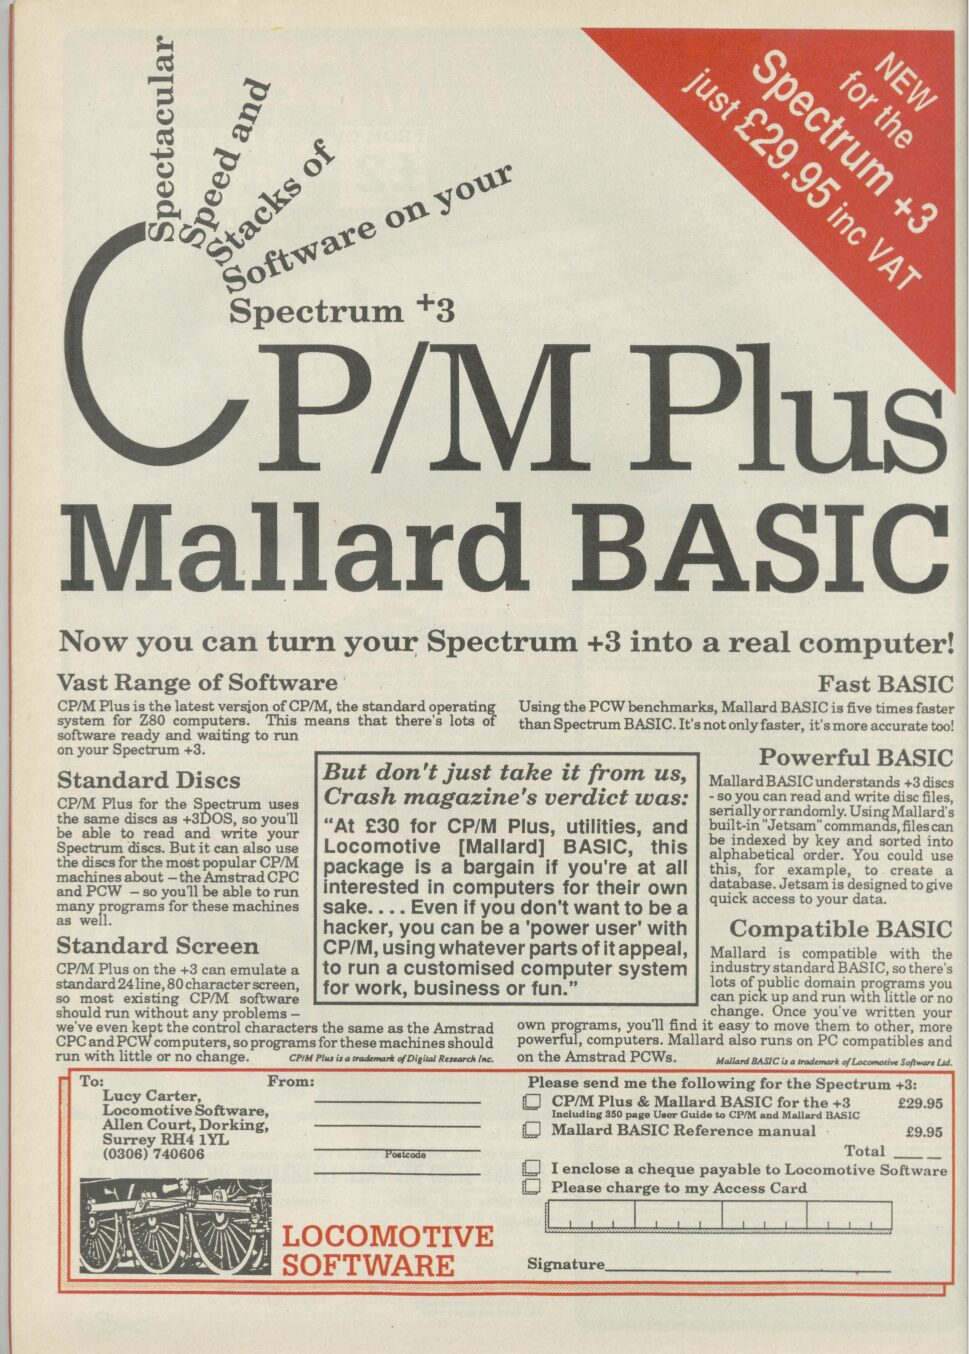 Spectacular
Speed and
Stacks of
Software on your
Spectrum +3
NEW
for the
Spectrum +3
just £29.95 inc VAT
CP/M Plus
Mallard BASIC
Now you can turn your Spectrum +3 into a real computer!
Vast Range of Software
CP/M Plus is the latest version of CP/M, the standard operating
system for Z80 computers. This means that there's lots of
software ready and waiting to run
on your Spectrum +3.
Standard Discs
CP/M Plus for the Spectrum uses
the same discs as +3DOS, so you'll
be able to read and write your
Spectrum discs. But it can also use
the discs for the most popular CP/M
machines about – the Amstrad CPC
and PCW – so you'll be able to run
many programs for these machines
as well.
Standard Screen
CP/M Plus on the +3 can emulate a
standard 24 line, 80 character screen,
so most existing CP/M software
should run without any problems –
we've even kept the control characters the same as the Amstrad
CPC and PCW computers, so programs for these machines should
run with little or no change.
CP/M Plus is a trademark of Digital Research Inc.
But don't just take it from us,
Crash magazine's verdict was:
“At £30 for CP/M Plus, utilities, and
Locomotive [Mallard] BASIC, this
package is a bargain if you're at all
interested in computers for their own
sake. . . . Even if you don't want to be a
hacker, you can be a 'power user' with
CP/M, using whatever parts of it appeal,
to run a customised computer system
for work, business or fun.”
Fast BASIC
Using the PCW benchmarks, Mallard BASIC is five times faster
than Spectrum BASIC. It's not only faster, it's more accurate too!
Powerful BASIC
Mallard BASIC understands +3 discs
- so you can read and write disc files,
serially or randomly. Using Mallard's
built-in "Jetsam" commands, files can
be indexed by key and sorted into
alphabetical order. You could use
this, for example, to create a
database. Jetsam is designed to give
quick access to your data.
Compatible BASIC
Mallard is compatible with the
industry standard BASIC, so there's
lots of public domain programs you
can pick up and run with little or no
change. Once you've written your
own programs, you'll find it easy to move them to other, more
powerful, computers. Mallard also runs on PC compatibles and
on the Amstrad PCWs.
Mallard BASIC is a trademark of Locomotive Software Ltd.
To:
Lucy Carter,
Locomotive Software,
Allen Court, Dorking,
Surrey RH4 1YL
(0306) 740606
From:
Postcode
LOCOMOTIVE
SOFTWARE
Please send me the following for the Spectrum +3:
CP/M Plus & Mallard BASIC for the +3 £29.95
Including 350 page User Guide to CP/M and Mallard BASIC
Mallard BASIC Reference manual £9.95
Total
I enclose a cheque payable to Locomotive Software
Please charge to my Access Card
Signature